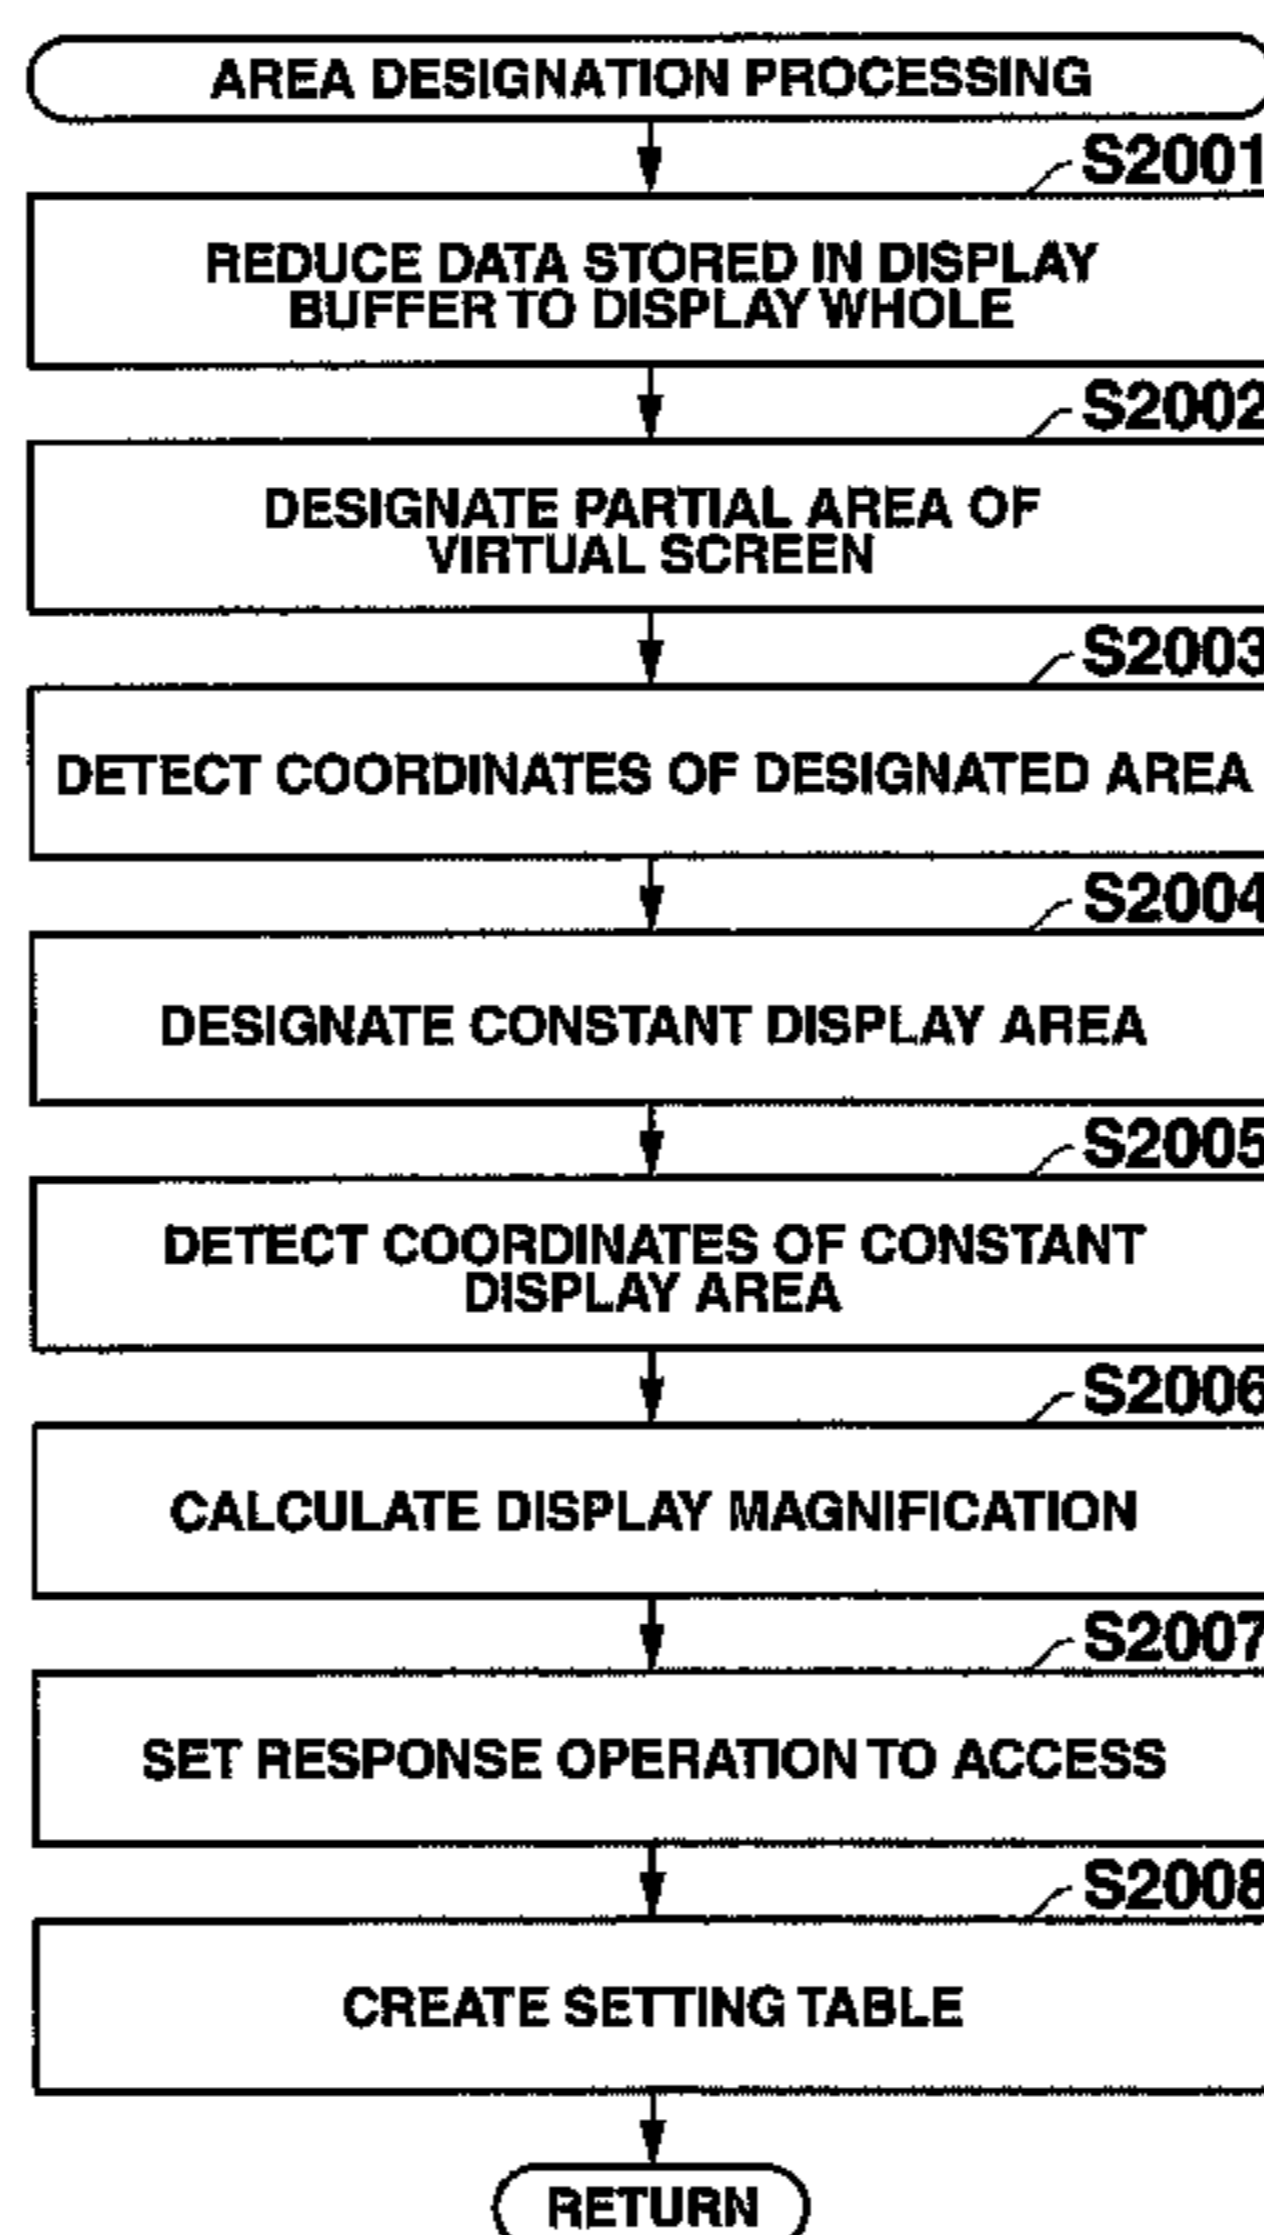 AREA DESIGNATION PROCESSING
S2001
REDUCE DATA STORED IN DISPLAY
BUFFER TO DISPLAY WHOLE
S2002
DESIGNATE PARTIAL AREA OF
VIRTUAL SCREEN
S2003
DETECT COORDINATES OF DESIGNATED AREA
S2004
DESIGNATE CONSTANT DISPLAY AREA
S2005
DETECT COORDINATES OF CONSTANT
DISPLAY AREA
S2006
CALCULATE DISPLAY MAGNIFICATION
S2007
SET RESPONSE OPERATION TO ACCESS
S2008
CREATE SETTING TABLE
RETURN